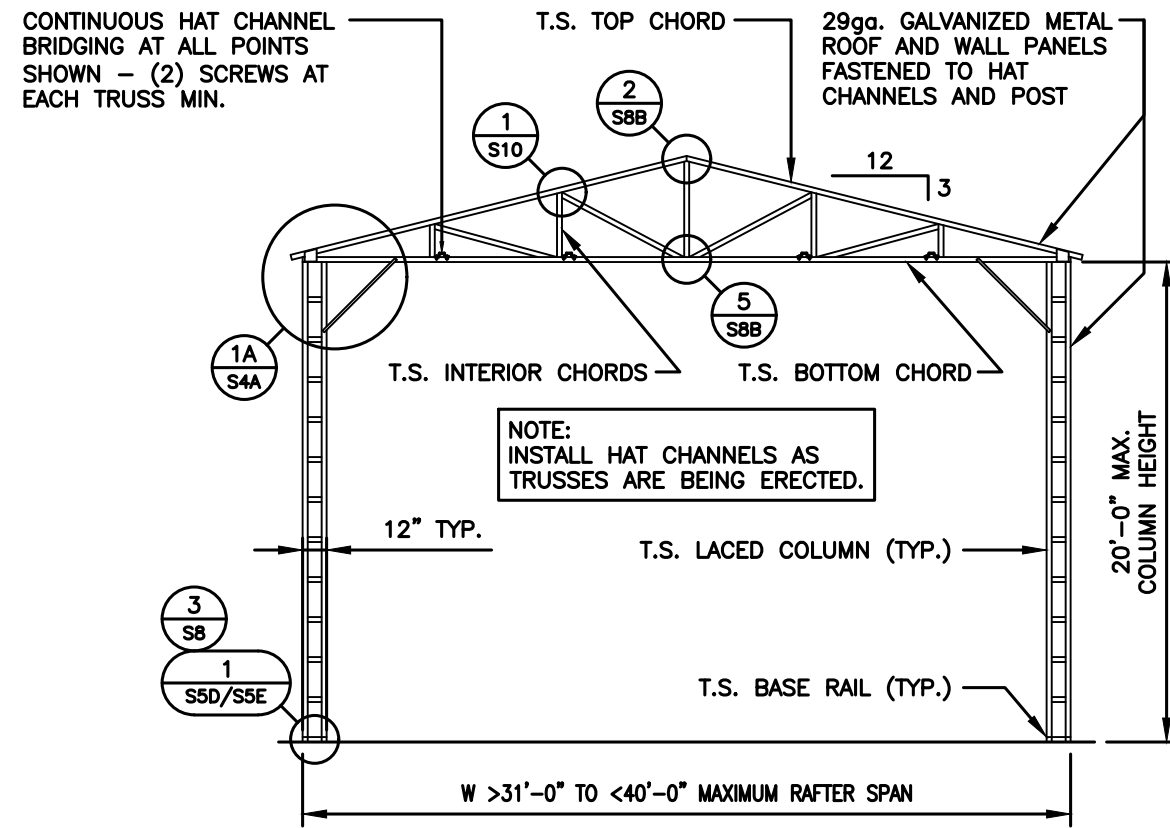 CONTINUOUS HAT CHANNEL
BRIDGING AT ALL POINTS
SHOWN – (2) SCREWS AT
EACH TRUSS MIN.
T.S. TOP CHORD
29ga. GALVANIZED METAL
ROOF AND WALL PANELS
FASTENED TO HAT
CHANNELS AND POST
2
S8B
1
S10
12
3
5
S8B
1A
S4A
T.S. INTERIOR CHORDS
T.S. BOTTOM CHORD
NOTE:
INSTALL HAT CHANNELS AS
TRUSSES ARE BEING ERECTED.
20'-0" MAX.
COLUMN HEIGHT
12" TYP.
T.S. LACED COLUMN (TYP.)
3
S8
1
S5D/S5E
T.S. BASE RAIL (TYP.)
W >31'-0" TO <40'-0" MAXIMUM RAFTER SPAN